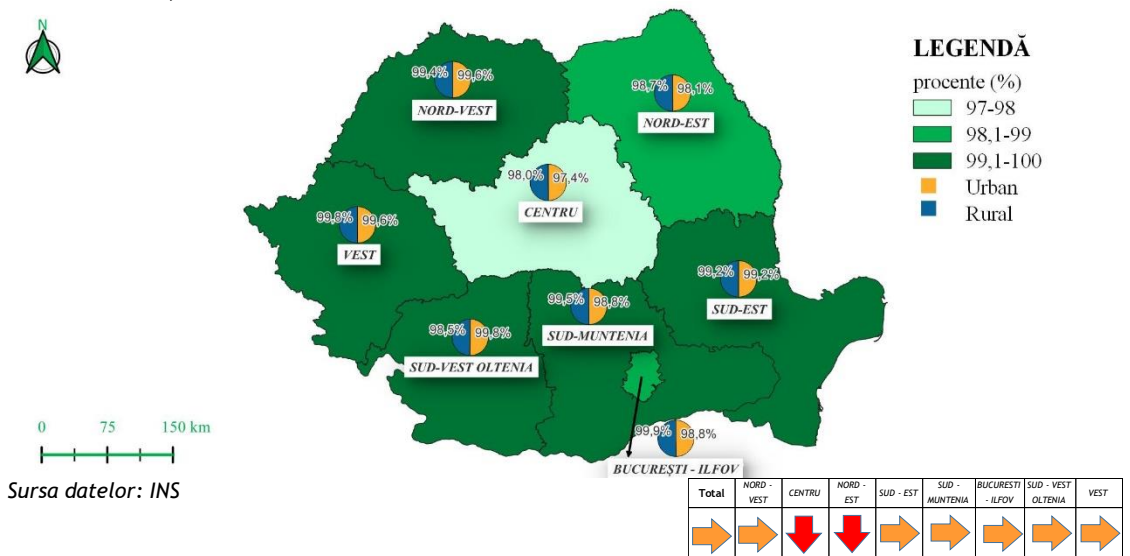 N
LEGENDĂ
procente (%)
97-98
98,1-99
99,1-100
Urban
Rural
99,4% 99,6%
NORD-VEST
98,7% 98,1%
NORD-EST
98,0% 97,4%
CENTRU
99,8% 99,6%
VEST
99,2% 99,2%
SUD-EST
99,5% 98,8%
SUD-MUNTENIA
98,5% 99,8%
SUD-VEST OLTENIA
99,9% 98,8%
BUCUREȘTI - ILFOV
0 75 150 km
Sursa datelor: INS
Total
NORD -
VEST
CENTRU
NORD -
EST
SUD - EST
SUD -
MUNTENIA
BUCURESTI
- ILFOV
SUD - VEST
OLTENIA
VEST